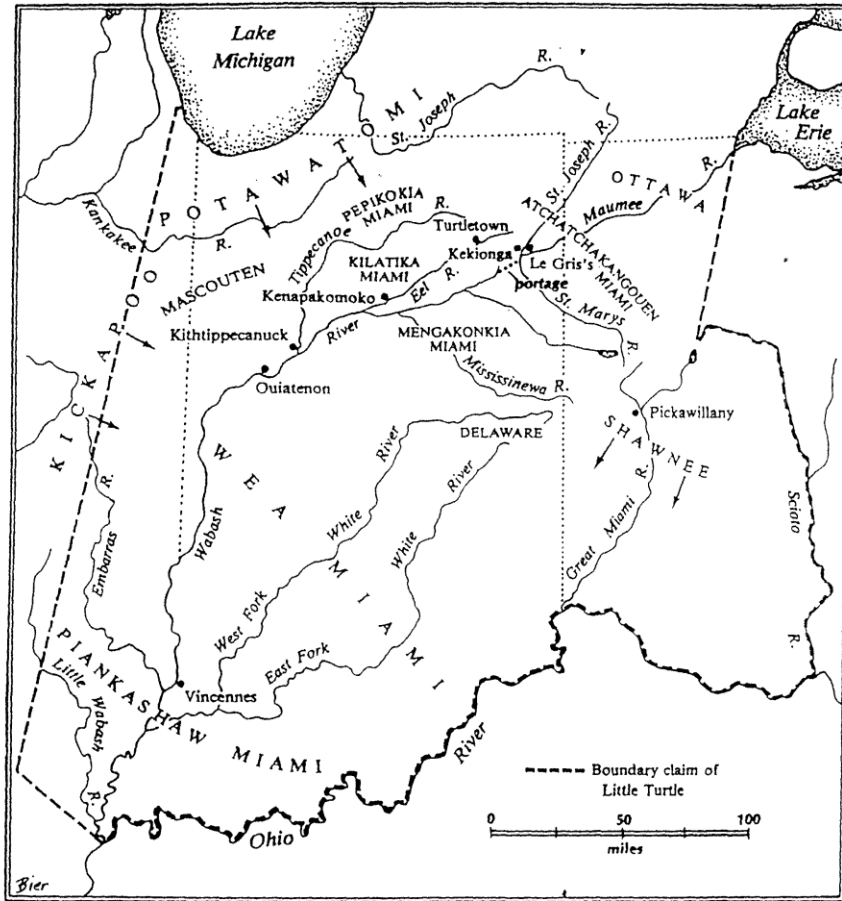 Lake
Michigan
Lake
Erie
St. Joseph R.
POTAWATOMI
Kankakee R.
St. Joseph R.
OTTAWA
Maumee R.
ATCHATCHAKANGOUEN
MIAMI
PEPIKOKIA
MIAMI
Tippecanoe R.
Turtletown
Kekionga
Le Gris's
portage
KILATIKA
MIAMI
Eel R.
MASCOUTEN
Kenapakomoko
St. Marys R.
KICKAPOO
Kithtippecanuck
River
MENGAKONKIA
MIAMI
Ouiatenon
Mississinewa R.
Pickawillany
SHAWNEE
DELAWARE
WEA MIAMI
Wabash
West Fork White River
East Fork White River
Great Miami R.
Scioto R.
Embarras R.
PIANKASHAW MIAMI
Little Wabash R.
Vincennes
Ohio River
Boundary claim of
Little Turtle
0 50 100
miles
Bier